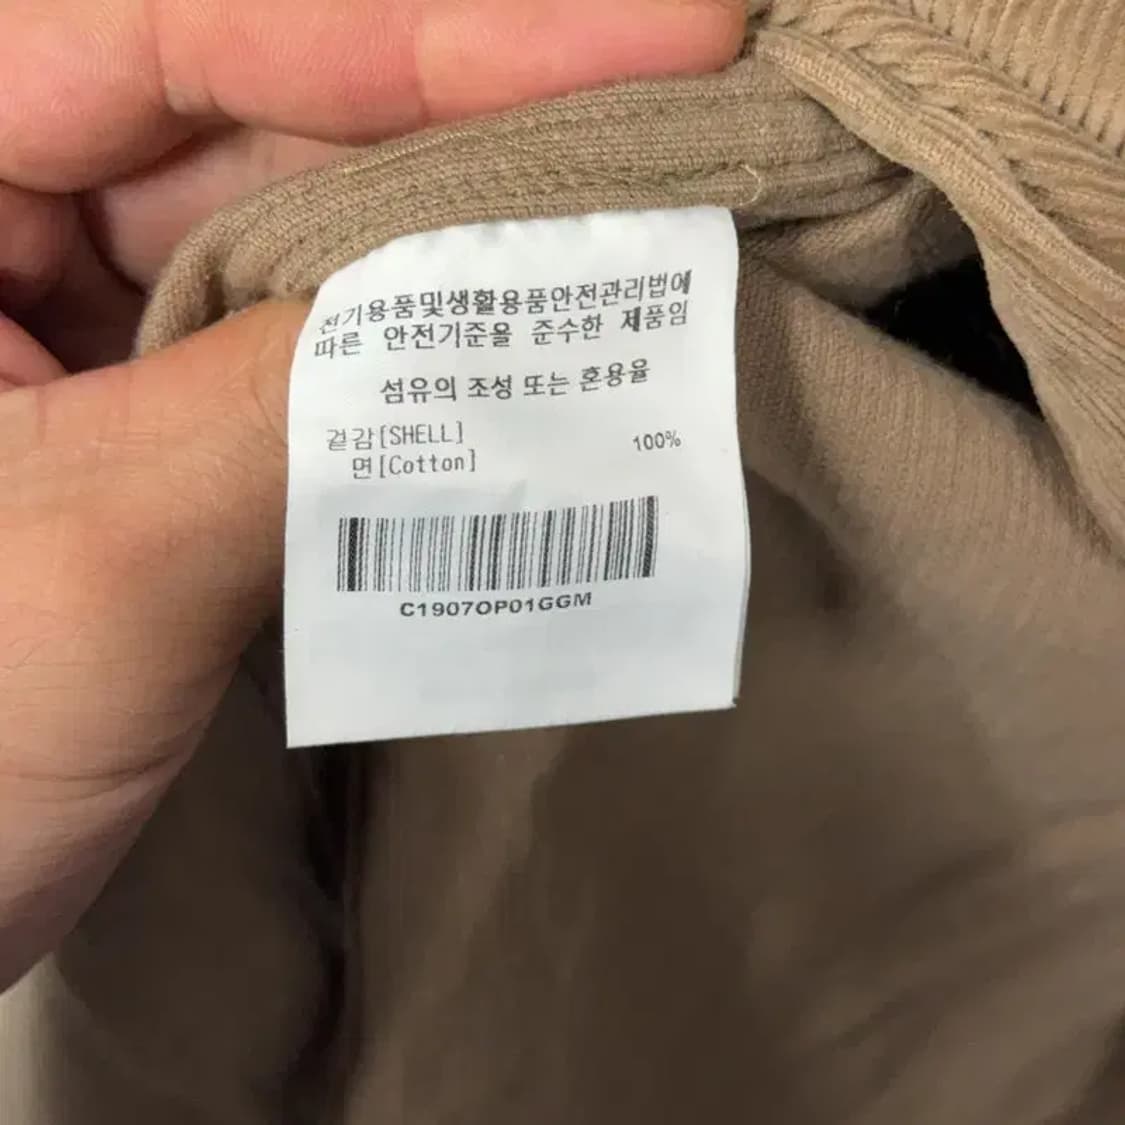 전기용품및생활용품안전관리법에
따른 안전기준을 준수한 제품임
섬유의 조성 또는 혼용율
겉감[SHELL]
면[Cotton] 100%
C1907OP01GGM